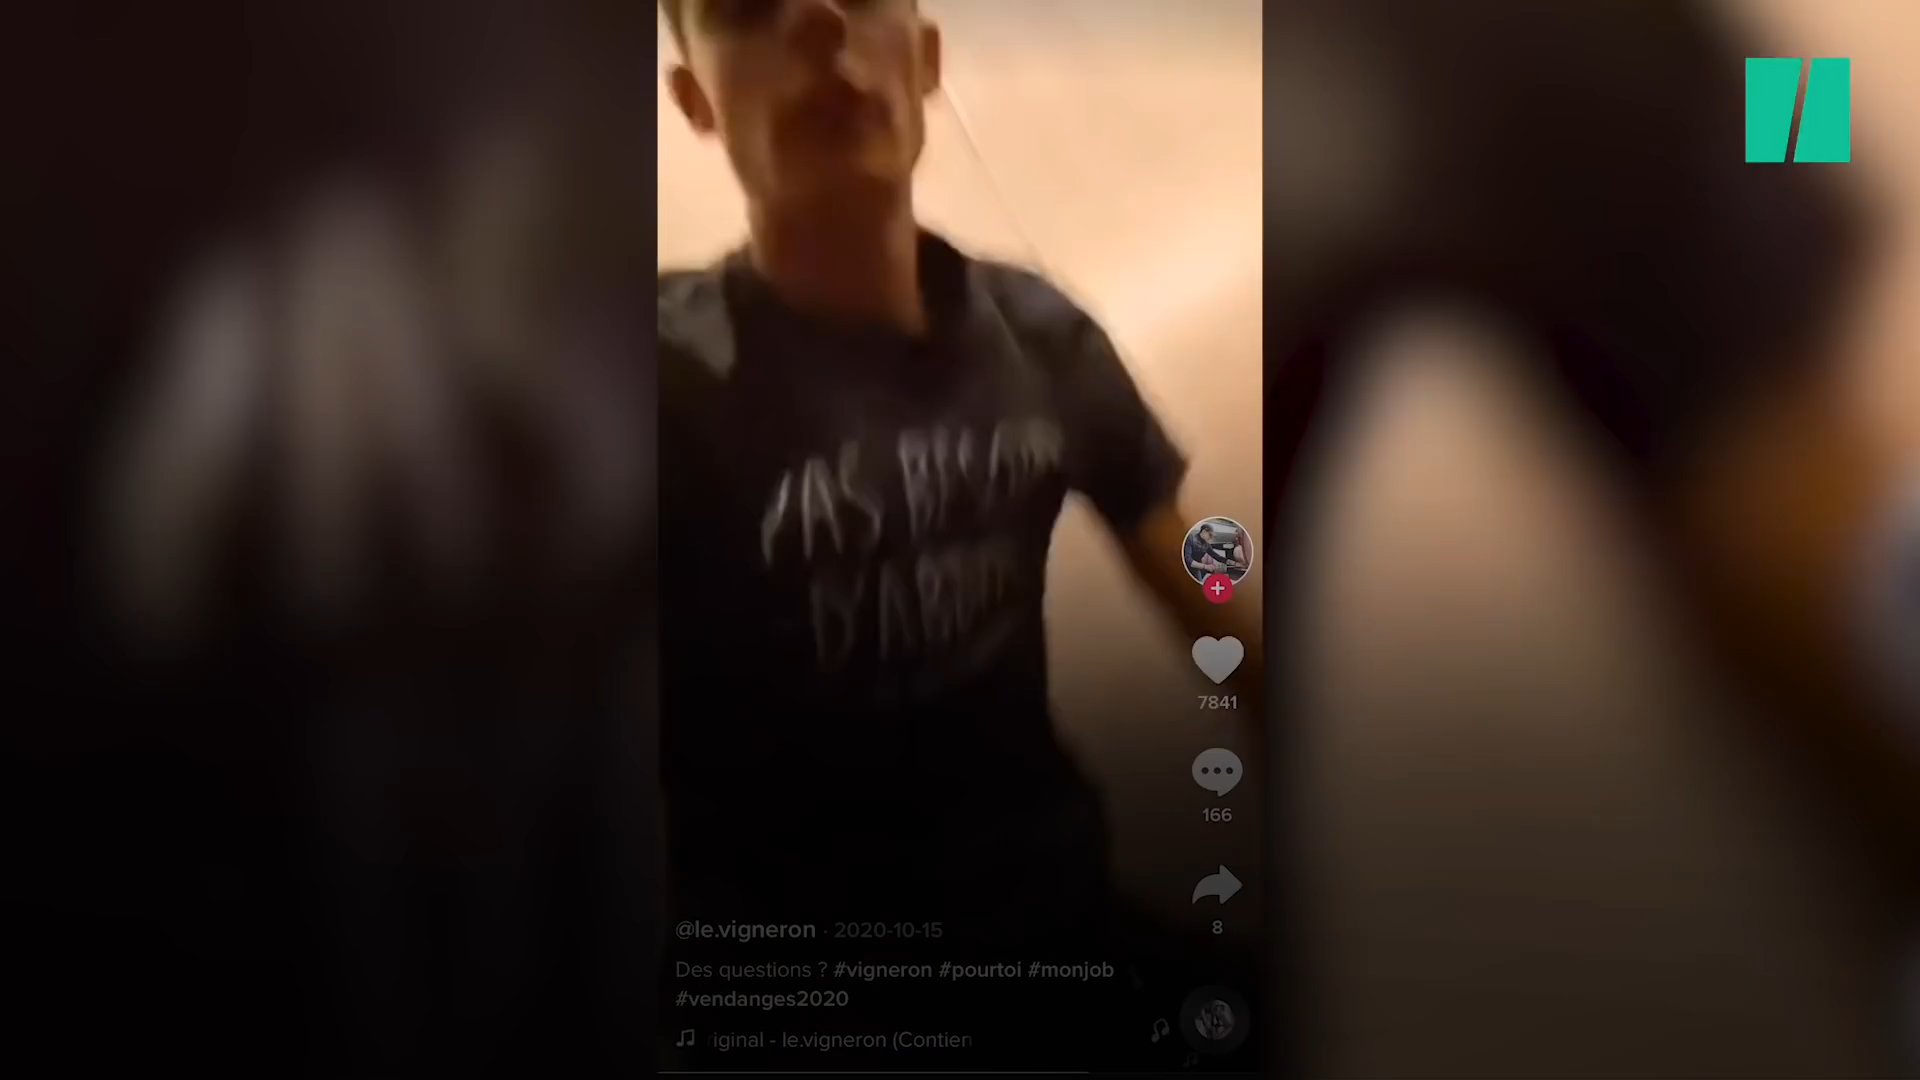 7841
166
8
@le.vigneron · 2020-10-15
Des questions ? #vigneron #pourtoi #monjob
#vendanges2020
riginal - le.vigneron (Contien